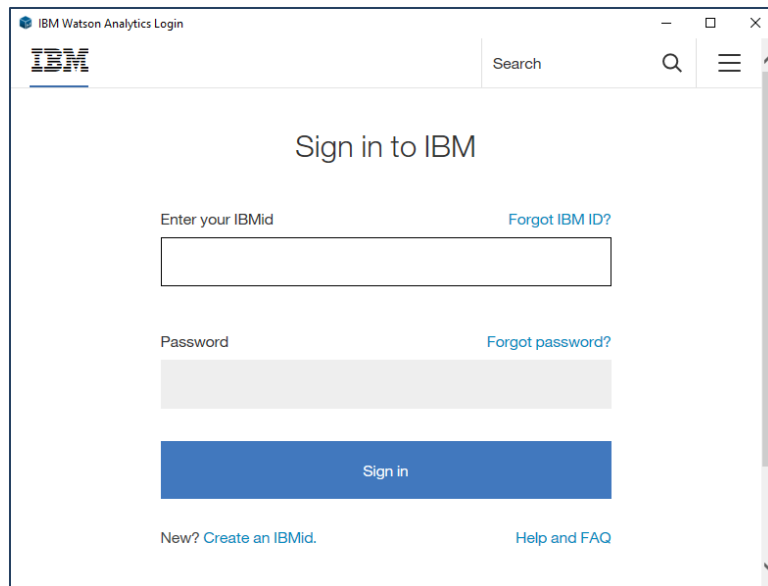 IBM Watson Analytics Login
IBM
Search
Sign in to IBM
Enter your IBMid Forgot IBM ID?
Password Forgot password?
Sign in
New? Create an IBMid. Help and FAQ